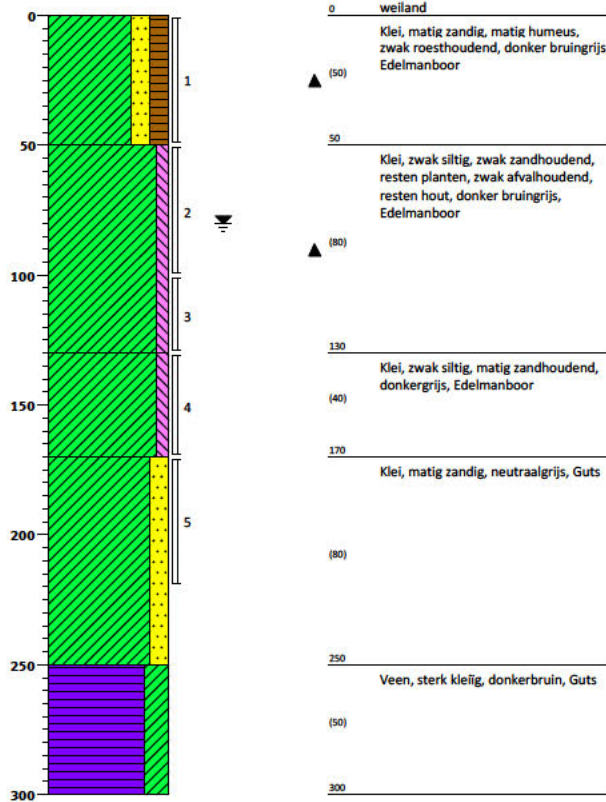 0
50
100
150
200
250
300
1
2
3
4
5
0 weiland
Klei, matig zandig, matig humeus,
zwak roesthoudend, donker bruingrijs,
Edelmanboor
(50)
50
Klei, zwak siltig, zwak zandhoudend,
resten planten, zwak afvalhoudend,
resten hout, donker bruingrijs,
Edelmanboor
(80)
130
Klei, zwak siltig, matig zandhoudend,
donkergrijs, Edelmanboor
(40)
170
Klei, matig zandig, neutraalgrijs, Guts
(80)
250
Veen, sterk kleiïg, donkerbruin, Guts
(50)
300